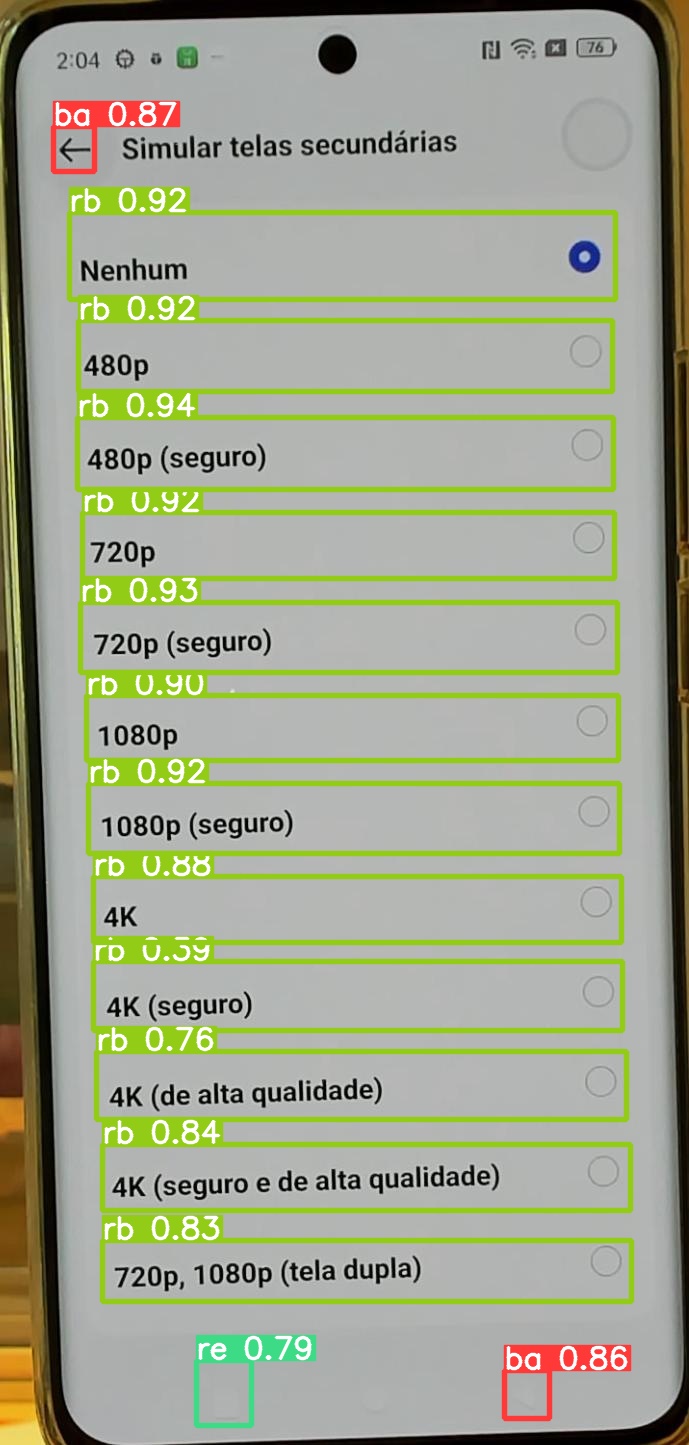 2:04
76
ba 0.87
Simular telas secundárias
rb 0.92
Nenhum
rb 0.92
480p
rb 0.94
480p (seguro)
rb 0.92
720p
rb 0.93
720p (seguro)
rb 0.90
1080p
rb 0.92
1080p (seguro)
rb 0.88
4K
rb 0.39
4K (seguro)
rb 0.76
4K (de alta qualidade)
rb 0.84
4K (seguro e de alta qualidade)
rb 0.83
720p, 1080p (tela dupla)
re 0.79
ba 0.86